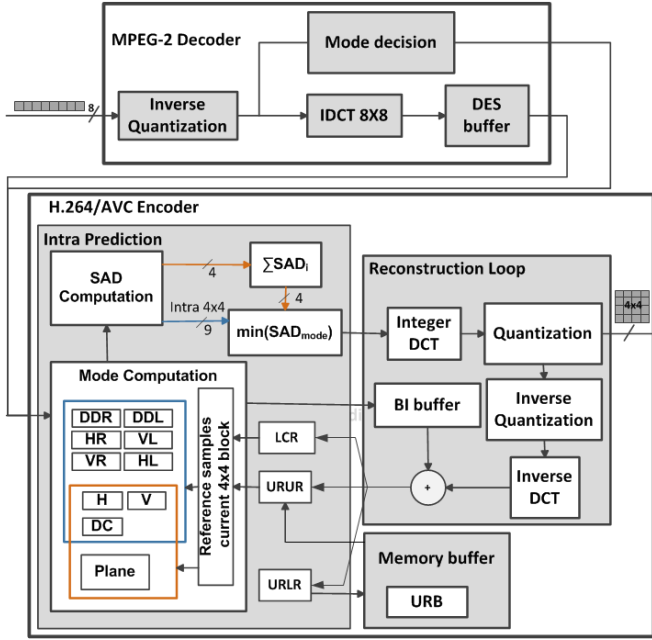 MPEG-2 Decoder
Mode decision
8
Inverse
Quantization
IDCT 8X8
DES
buffer
H.264/AVC Encoder
Intra Prediction
SAD
Computation
4
∑SADi
4
Intra 4x4
9
min(SADmode)
Reconstruction Loop
Integer
DCT
Quantization
4x4
Mode Computation
DDR
DDL
HR
VL
VR
HL
H
V
DC
Plane
Reference samples
current 4x4 block
LCR
URUR
URLR
BI buffer
di
Inverse
Quantization
Inverse
DCT
+
Memory buffer
URB